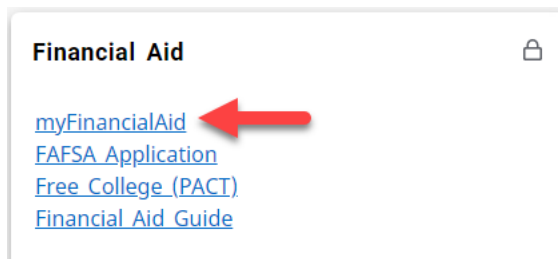 Financial Aid
myFinancialAid
FAFSA Application
Free College (PACT)
Financial Aid Guide